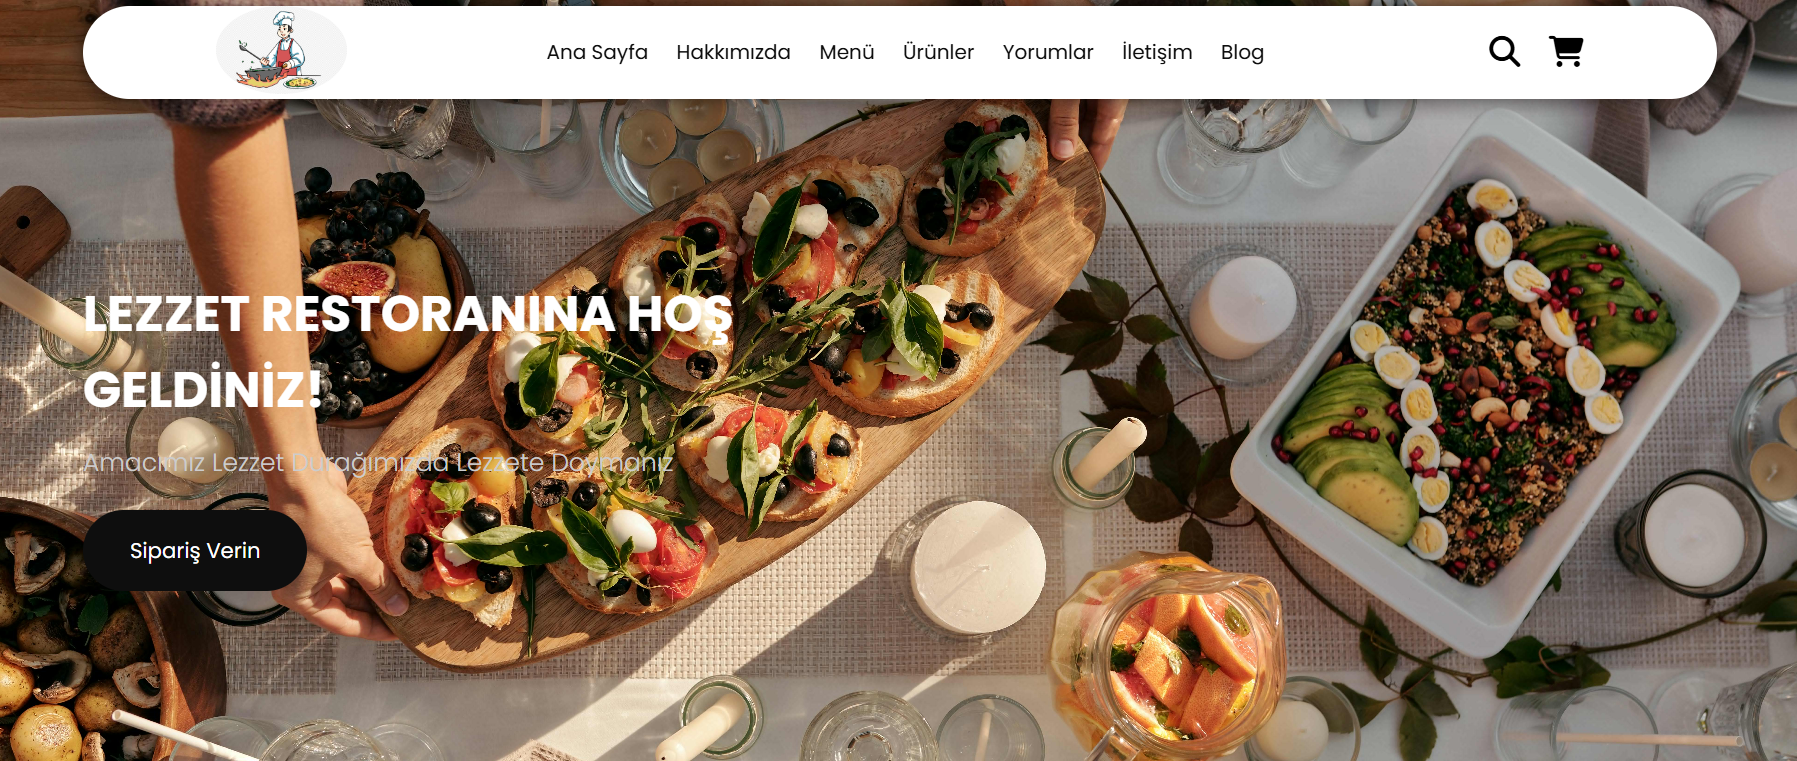 Ana Sayfa Hakkımızda Menü Ürünler Yorumlar İletişim Blog
LEZZET RESTORANINA HOŞ
GELDİNİZ!
Amacımız Lezzet Durağımızda Lezzete Doymanız
Sipariş Verin